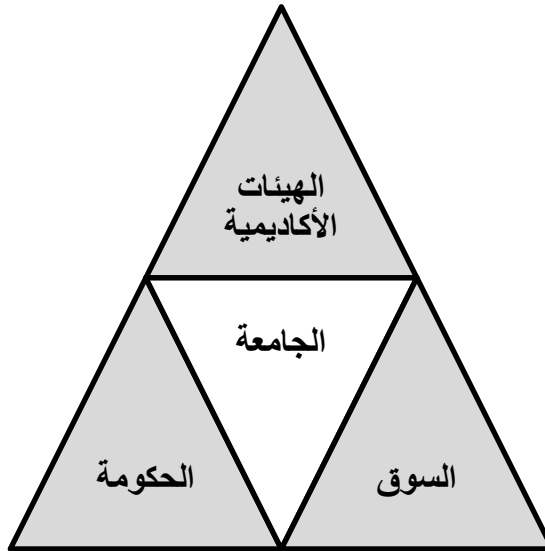 الهيئات
الأكاديمية
الجامعة
السوق
الحكومة